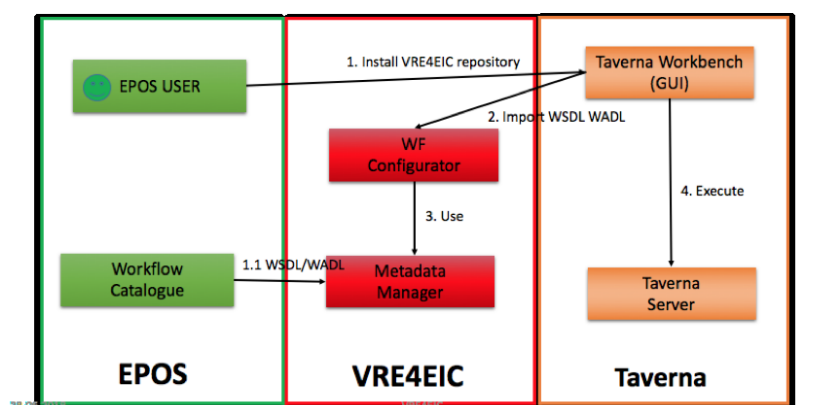 1. Install VRE4EIC repository
Taverna Workbench
(GUI)
EPOS USER
2. Import WSDL WADL
WF
Configurator
4. Execute
3. Use
1.1 WSDL/WADL
Workflow
Catalogue
Metadata
Manager
Taverna
Server
EPOS
VRE4EIC
Taverna
VRE4EIC